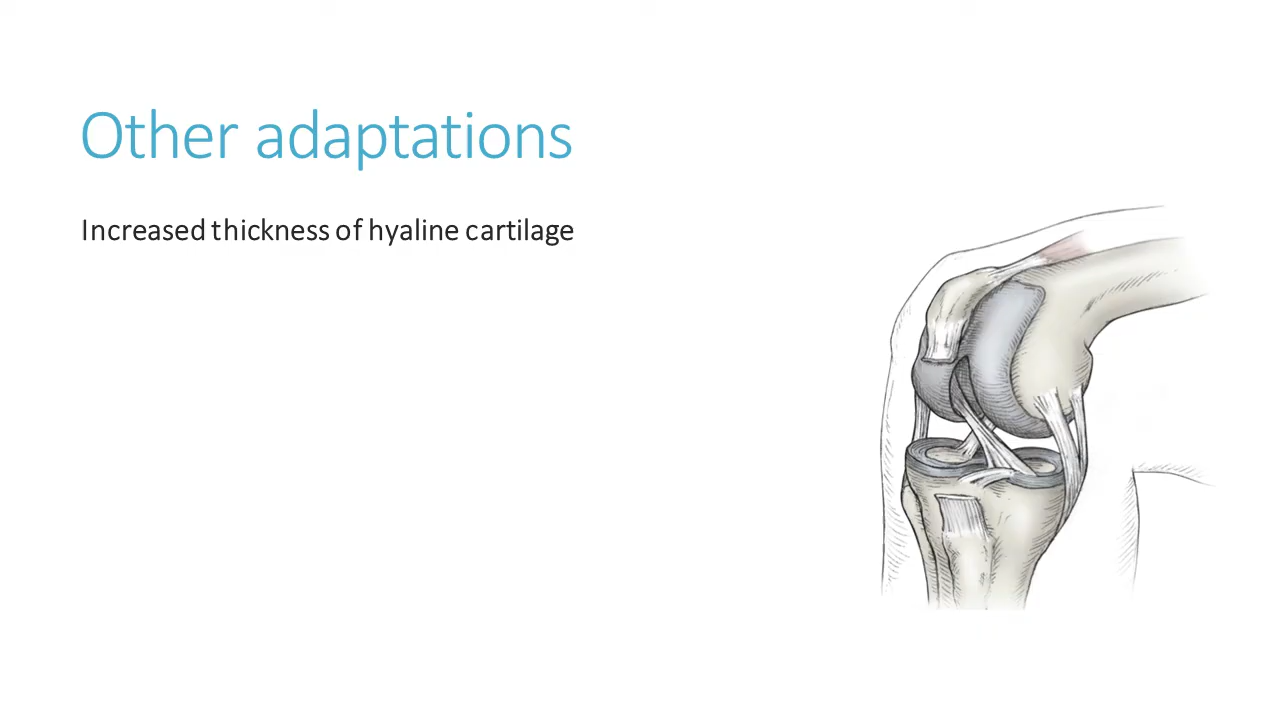 Other adaptations
Increased thickness of hyaline cartilage